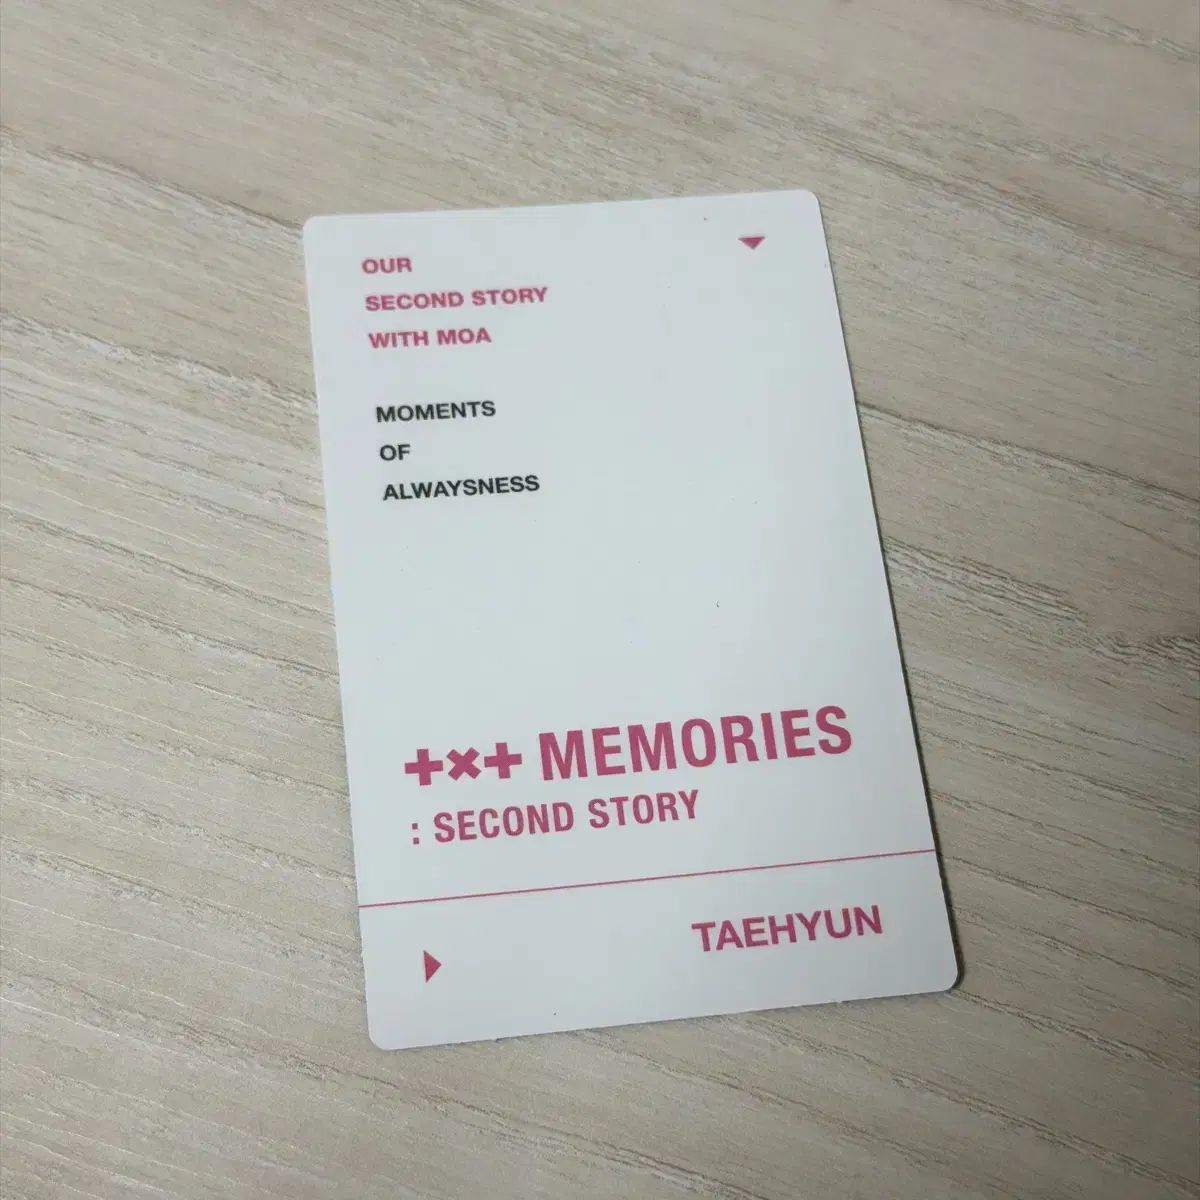 OUR
SECOND STORY
WITH MOA
MOMENTS
OF
ALWAYSNESS
+×+ MEMORIES
: SECOND STORY
TAEHYUN